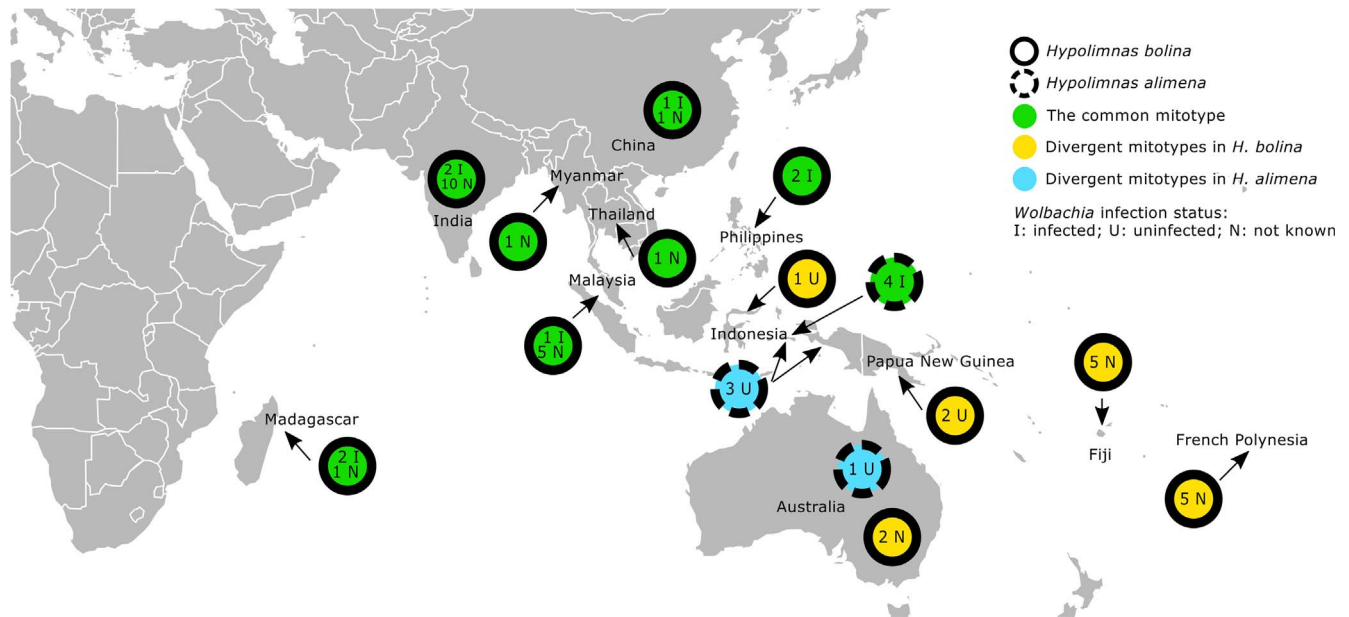 Hypolimnas bolina
Hypolimnas alimena
The common mitotype
Divergent mitotypes in H. bolina
Divergent mitotypes in H. alimena
Wolbachia infection status:
I: infected; U: uninfected; N: not known
1 I
1 N
China
2 I
10 N
India
Myanmar
1 N
Thailand
1 N
2 I
Philippines
Malaysia
1 I
5 N
1 U
4 I
Indonesia
3 U
Papua New Guinea
2 U
5 N
Fiji
French Polynesia
5 N
Madagascar
2 I
1 N
1 U
Australia
2 N